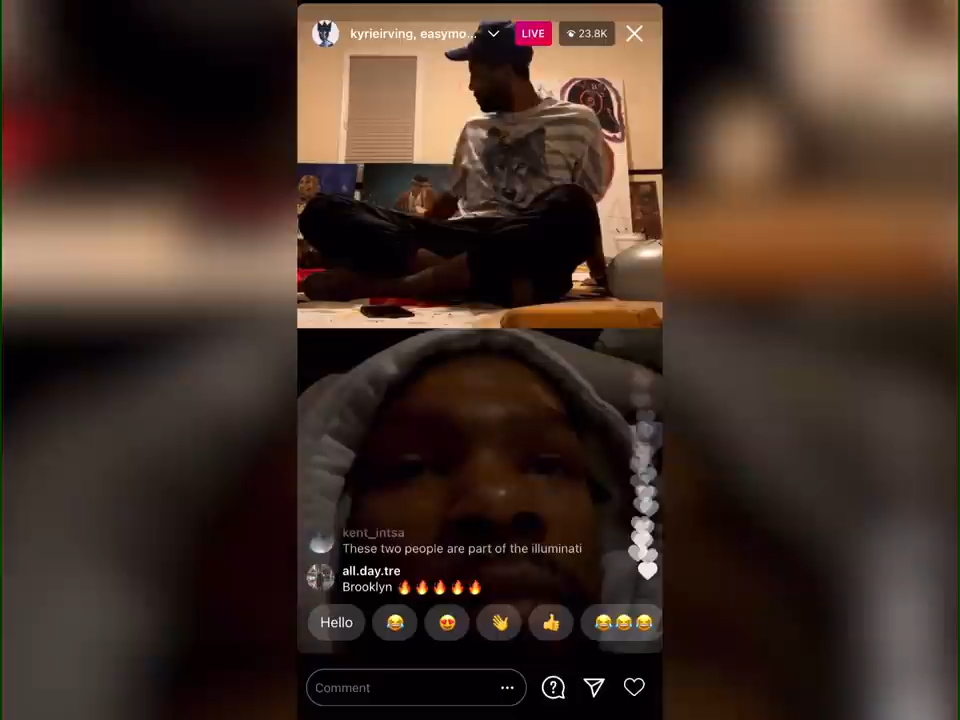 kyrieirving, easymo...
LIVE
23.8K
kent_intsa
These two people are part of the illuminati
all.day.tre
Brooklyn 🔥🔥🔥🔥🔥
Hello 😂 😍 👋 👍 😂😂😂
Comment